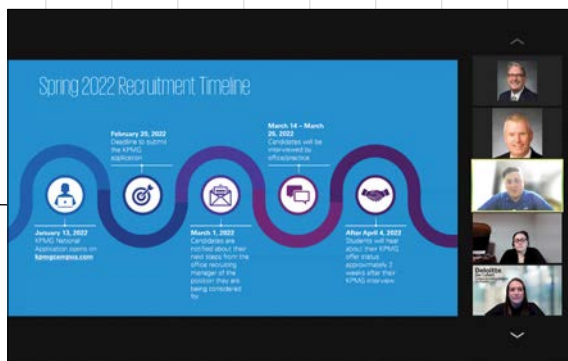 Spring 2022 Recruitment Timeline
February 25, 2022
Deadline to submit
the KPMG
application
March 14 – March
25, 2022
Candidates will be
interviewed by
office/practice
January 13, 2022
KPMG National
Application opens on
kpmgcampus.com
March 1, 2022
Candidates are
notified about their
next steps from the
office recruiting
manager of the
position they are
being considered
for
After April 4, 2022
Students will hear
about their KPMG
offer status
approximately 2
weeks after their
KPMG interview
Deloitte